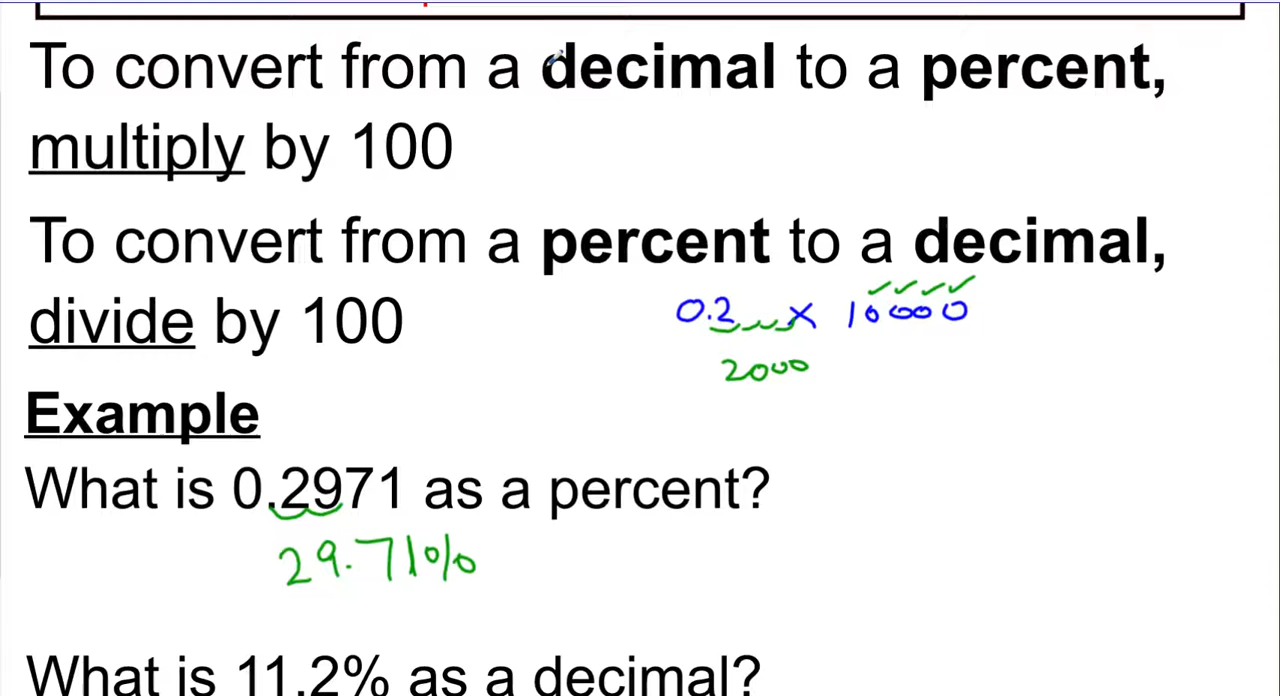 To convert from a decimal to a percent,
multiply by 100
To convert from a percent to a decimal,
divide by 100
0.2 x 10000
2000
Example
What is 0.2971 as a percent?
29.71%
What is 11.2% as a decimal?